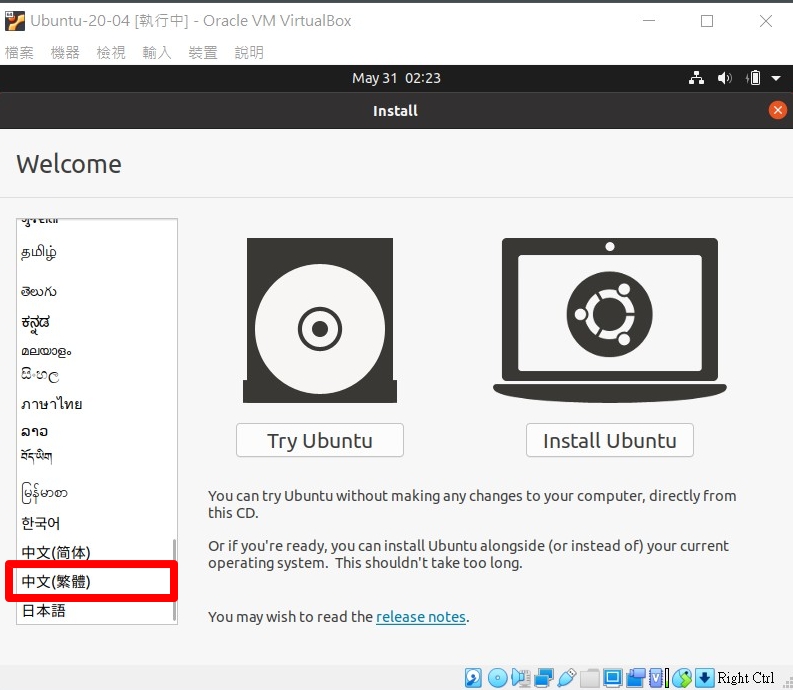 Ubuntu-20-04 [執行中] - Oracle VM VirtualBox
檔案 機器 檢視 輸入 裝置 說明
May 31 02:23
Install
Welcome
தமிழ்
తెలుగు
ಕನ್ನಡ
മലയാളം
සිංහල
ภาษาไทย
ລາວ
བོད་ཡིག
မြန်မာစာ
한국어
中文(简体)
中文(繁體)
日本語
Try Ubuntu
Install Ubuntu
You can try Ubuntu without making any changes to your computer, directly from
this CD.
Or if you're ready, you can install Ubuntu alongside (or instead of) your current
operating system. This shouldn't take too long.
You may wish to read the release notes.
Right Ctrl